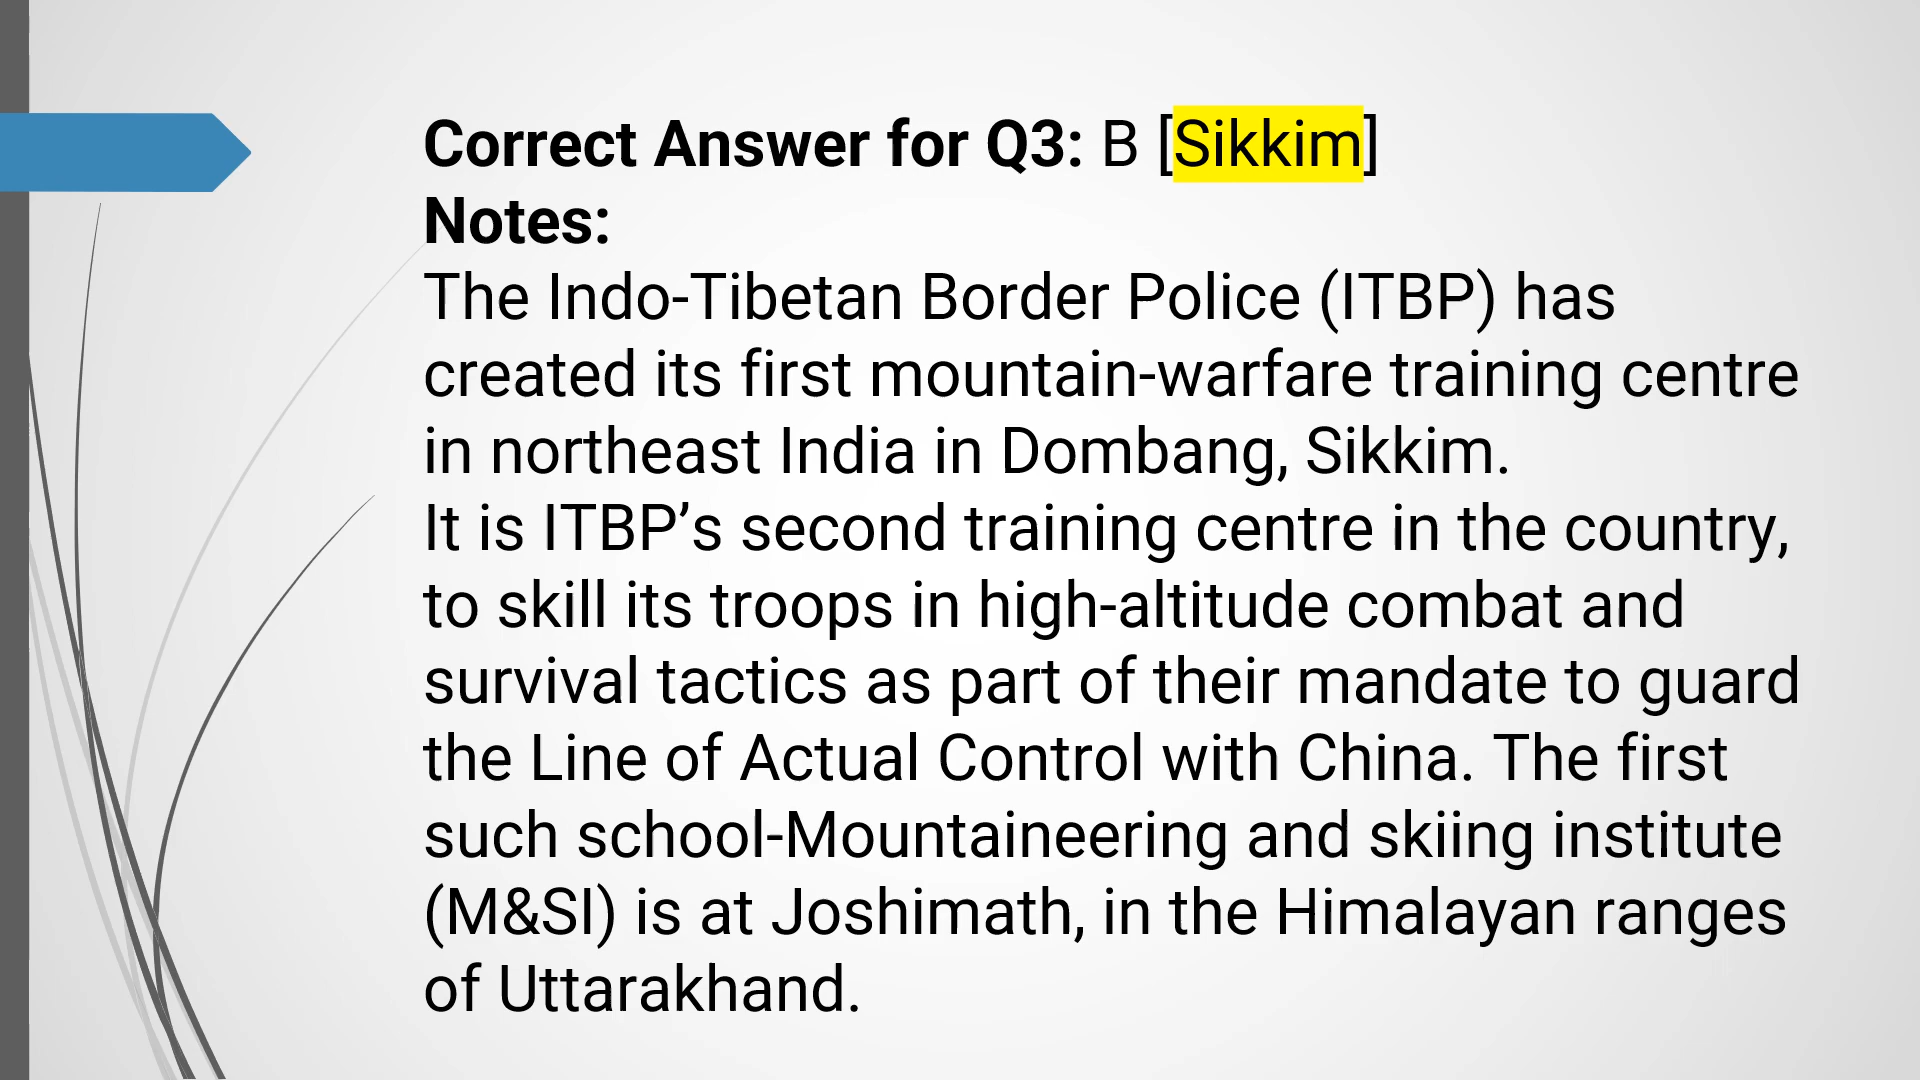 Correct Answer for Q3: B [Sikkim]
Notes:
The Indo-Tibetan Border Police (ITBP) has
created its first mountain-warfare training centre
in northeast India in Dombang, Sikkim.
It is ITBP’s second training centre in the country,
to skill its troops in high-altitude combat and
survival tactics as part of their mandate to guard
the Line of Actual Control with China. The first
such school-Mountaineering and skiing institute
(M&SI) is at Joshimath, in the Himalayan ranges
of Uttarakhand.